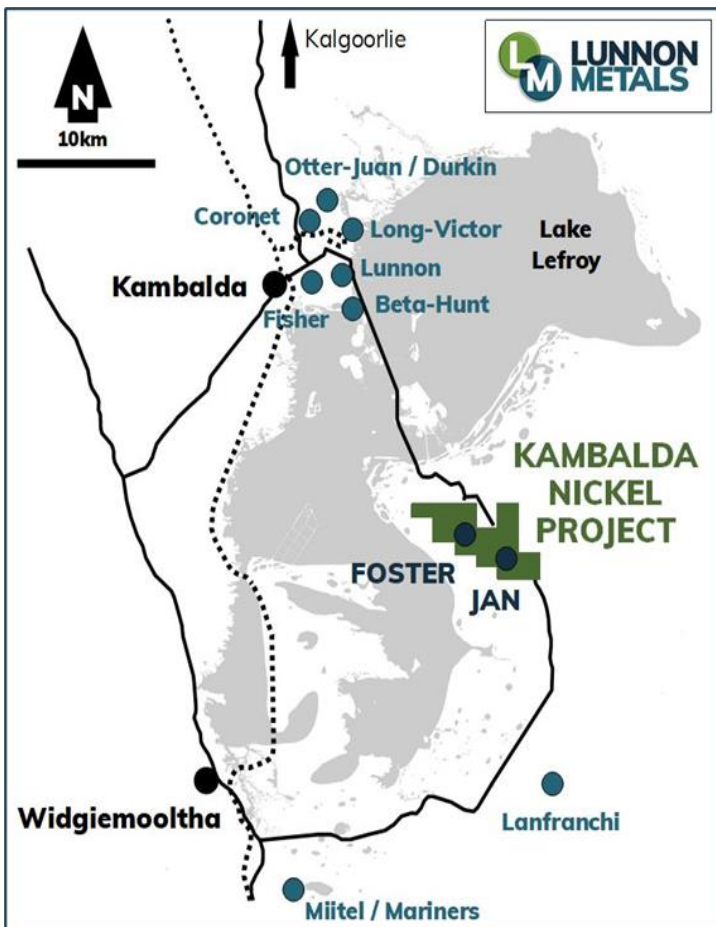 Kalgoorlie
LM LUNNON
METALS
N
10km
Otter-Juan / Durkin
Coronet
Long-Victor
Lake
Lefroy
Kambalda
Lunnon
Fisher
Beta-Hunt
KAMBALDA
NICKEL
PROJECT
FOSTER
JAN
Widgiemooltha
Lanfranchi
Miitel / Mariners